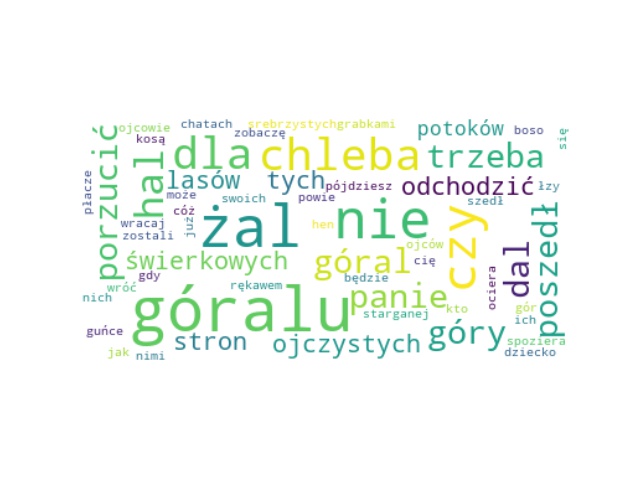 ojcowie
chatach
srebrzystych
grabkami
kosą
zobaczę
potoków
boso
się
dla
chleba
trzeba
porzucić
hal
lasów
tych
pójdziesz
odchodzić
łzy
płacze
może
swoich
powie
szedł
cóż
wracaj
już
żal
hen
nie
czy
poszedł
zostali
ojców
świerkowych
góral
cię
dal
gdy
będzie
ociera
wróć
rękawem
panie
nich
góralu
starganej
kto
gór
ich
guńce
stron
ojczystych
góry
spoziera
jak
nimi
dziecko